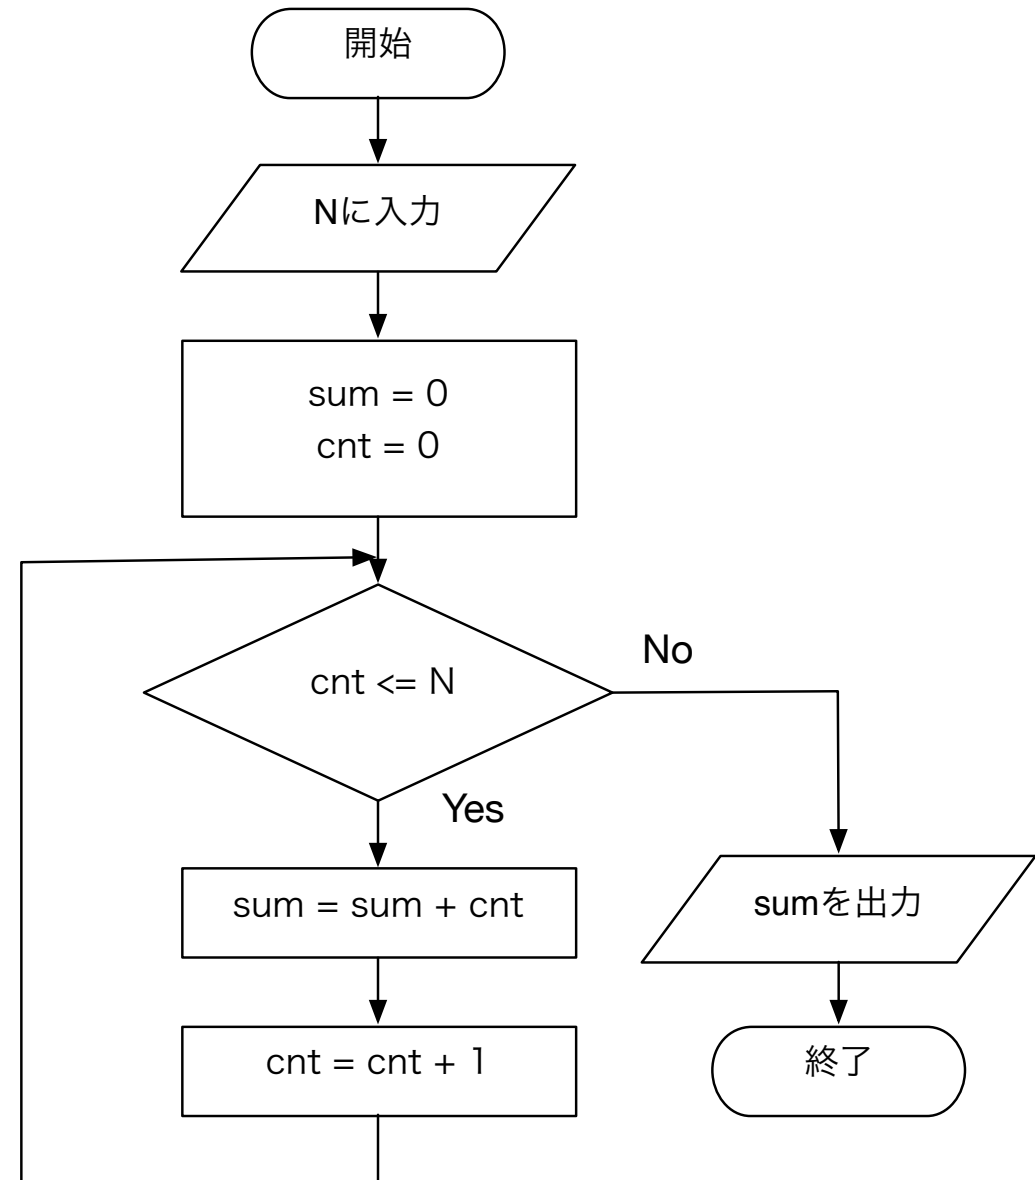 開始
Nに入力
sum = 0
cnt = 0
cnt <= N
No
Yes
sum = sum + cnt
sumを出力
cnt = cnt + 1
終了